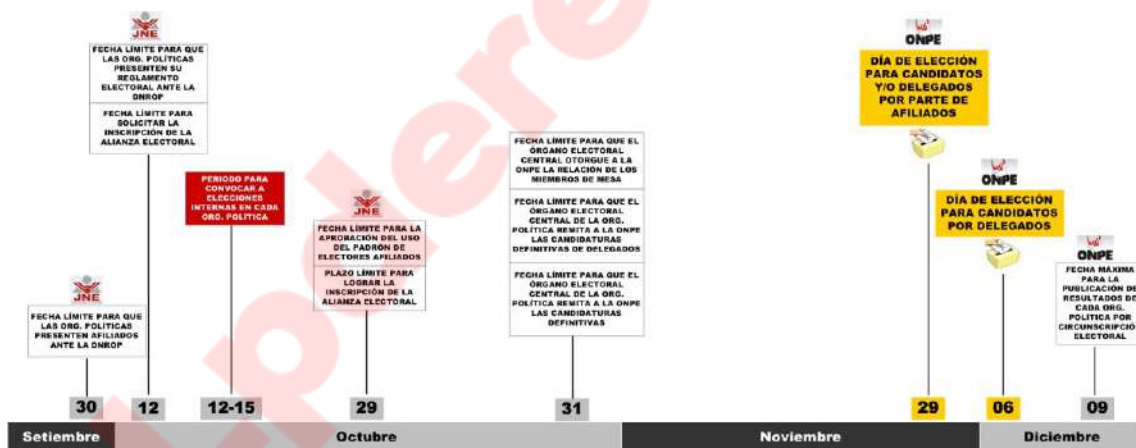 JNE
FECHA LÍMITE PARA QUE
LAS ORG. POLÍTICAS
PRESENTEN SU
REGLAMENTO
ELECTORAL ANTE LA
DNROP
FECHA LÍMITE PARA
SOLICITAR LA
INSCRIPCIÓN DE LA
ALIANZA ELECTORAL
PERIODO PARA
CONVOCAR A
ELECCIONES
INTERNAS EN CADA
ORG. POLITICA
JNE
FECHA LÍMITE PARA QUE
LAS ORG. POLÍTICAS
PRESENTEN AFILIADOS
ANTE LA DNROP
JNE
FECHA LÍMITE PARA LA
APROBACIÓN DEL USO
DEL PADRÓN DE
ELECTORES AFILIADOS
PLAZO LÍMITE PARA
LOGRAR LA
INSCRIPCIÓN DE LA
ALIANZA ELECTORAL
FECHA LÍMITE PARA QUE EL
ÓRGANO ELECTORAL
CENTRAL OTORGUE A LA
ONPE LA RELACIÓN DE LOS
MIEMBROS DE MESA
FECHA LÍMITE PARA QUE EL
ÓRGANO ELECTORAL
CENTRAL DE LA ORG.
POLÍTICA REMITA A LA ONPE
LAS CANDIDATURAS
DEFINITIVAS DE DELEGADOS
FECHA LÍMITE PARA QUE EL
ÓRGANO ELECTORAL
CENTRAL DE LA ORG.
POLÍTICA REMITA A LA ONPE
LAS CANDIDATURAS
DEFINITIVAS
ONPE
DÍA DE ELECCIÓN
PARA CANDIDATOS
Y/O DELEGADOS
POR PARTE DE
AFILIADOS
ONPE
DÍA DE ELECCIÓN
PARA CANDIDATOS
POR DELEGADOS
ONPE
FECHA MÁXIMA
PARA LA
PUBLICACIÓN DE
RESULTADOS DE
CADA ORG.
POLÍTICA POR
CIRCUNSCRIPCIÓN
ELECTORAL
30 12 12-15 29 31 29 06 09
Setiembre Octubre Noviembre Diciembre